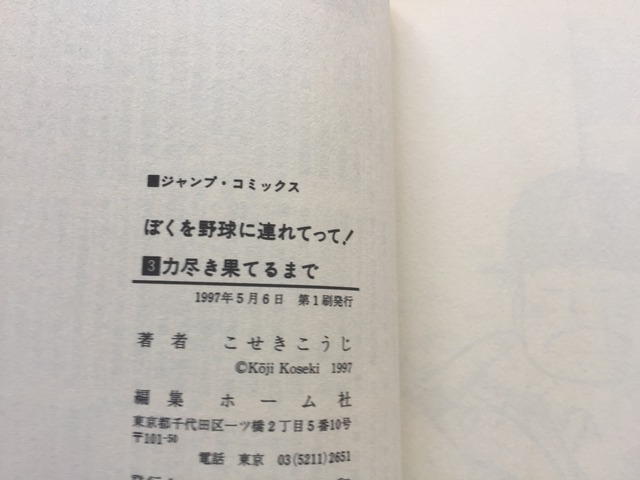 ■ジャンプ・コミックス
ぼくを野球に連れてって!
3力尽き果てるまで
1997年5月6日 第1刷発行
著者 こせきこうじ
©Kōji Koseki 1997
編集 ホーム社
東京都千代田区一ツ橋2丁目5番10号
〒101-50
電話 東京 03(5211)2651